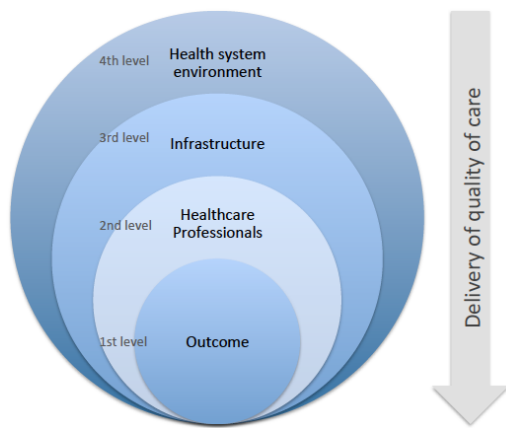 4th level
Health system
environment
3rd level
Infrastructure
2nd level
Healthcare
Professionals
1st level
Outcome
Delivery of quality of care